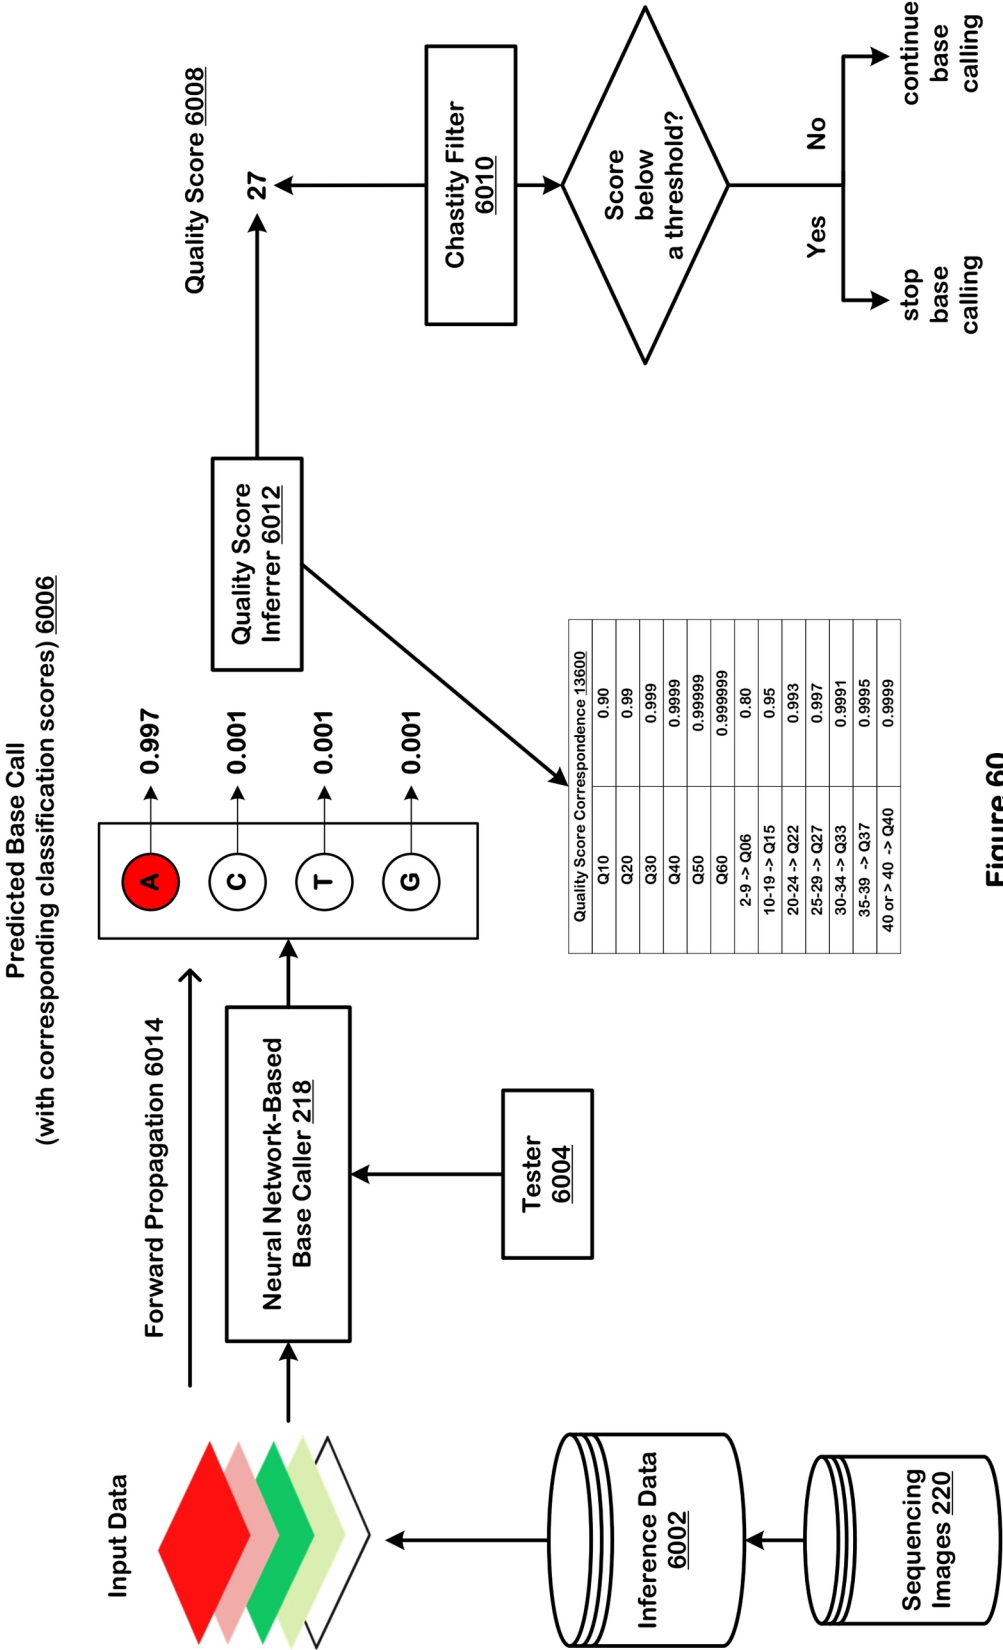 Predicted Base Call
(with corresponding classification scores) 6006
Input Data
Forward Propagation 6014
Neural Network-Based
Base Caller 218
Tester
6004
Inference Data
6002
Sequencing
Images 220
A
0.997
C
0.001
T
0.001
G
0.001
Quality Score
Inferrer 6012
Quality Score 6008
27
Chastity Filter
6010
Score
below
a threshold?
Yes
No
stop
base
calling
continue
base
calling
Quality Score Correspondence 13600
Q10 0.90
Q20 0.99
Q30 0.999
Q40 0.9999
Q50 0.99999
Q60 0.999999
2-9 -> Q06 0.80
10-19 -> Q15 0.95
20-24 -> Q22 0.993
25-29 -> Q27 0.997
30-34 -> Q33 0.9991
35-39 -> Q37 0.9995
40 or > 40 -> Q40 0.9999
Figure 60